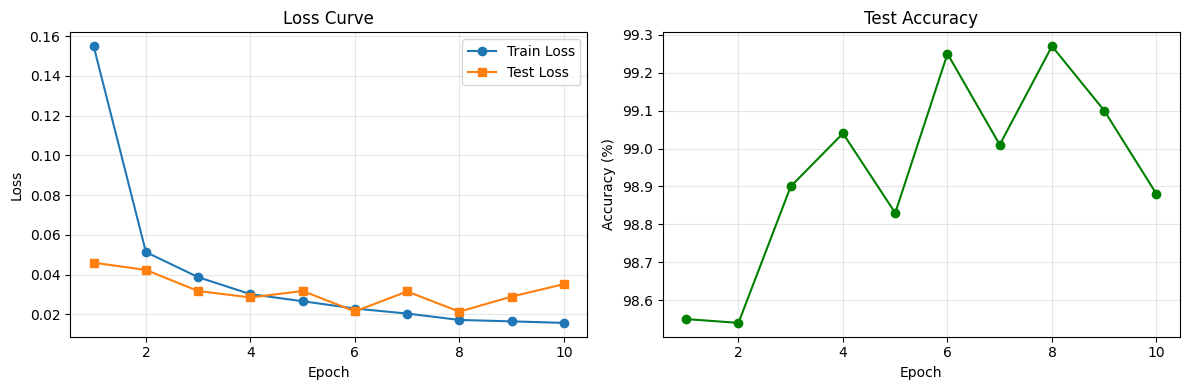 Loss Curve
Train Loss
Test Loss
0.16
0.14
0.12
0.10
0.08
0.06
0.04
0.02
Loss
2 4 6 8 10
Epoch
Test Accuracy
99.3
99.2
99.1
99.0
98.9
98.8
98.7
98.6
Accuracy (%)
2 4 6 8 10
Epoch